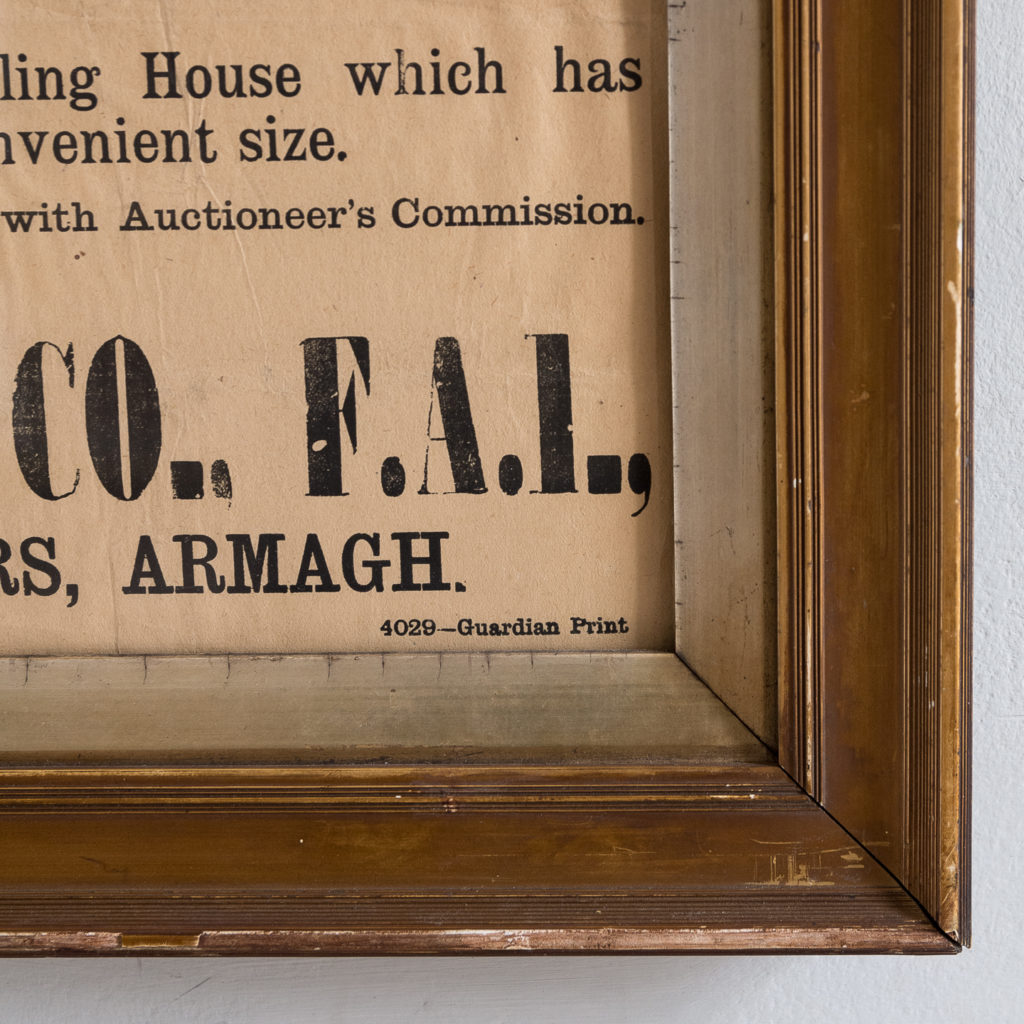 ling House which has
nvenient size.
with Auctioneer's Commission.
CO., F.A.I.,
RS, ARMAGH.
4029—Guardian Print